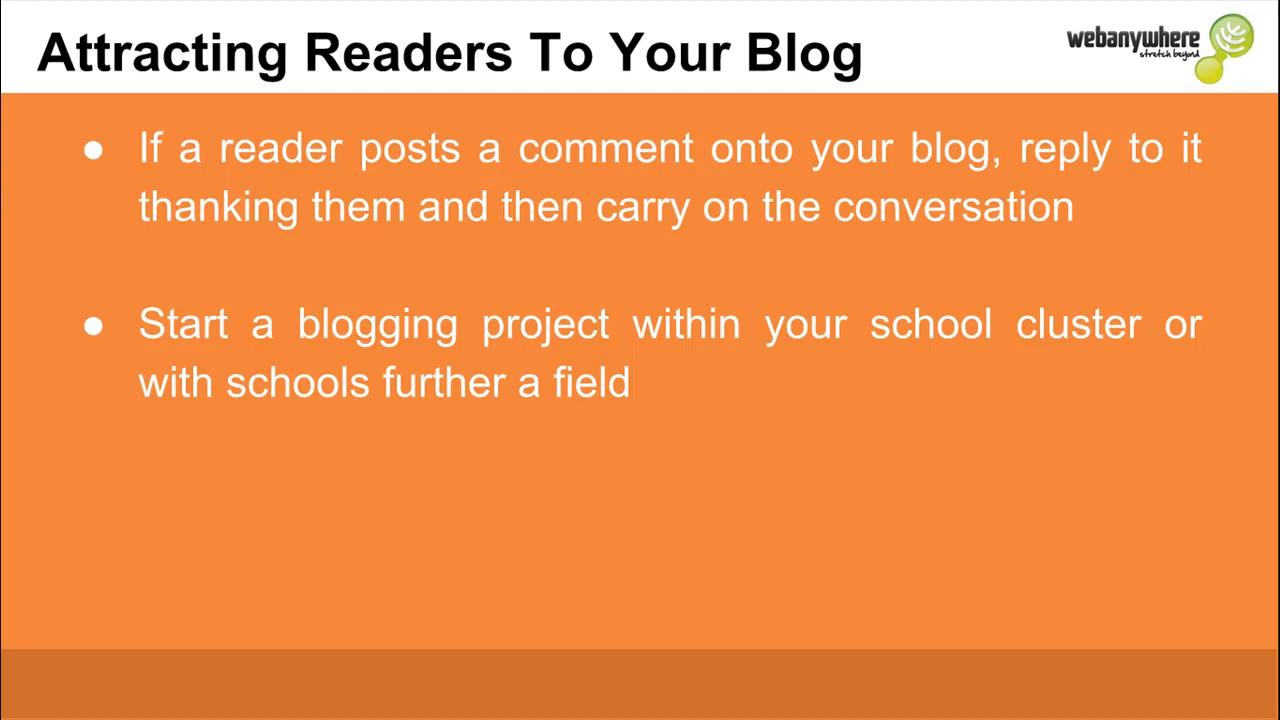 Attracting Readers To Your Blog
webanywhere
stretch beyond
● If a reader posts a comment onto your blog, reply to it
thanking them and then carry on the conversation
● Start a blogging project within your school cluster or
with schools further a field